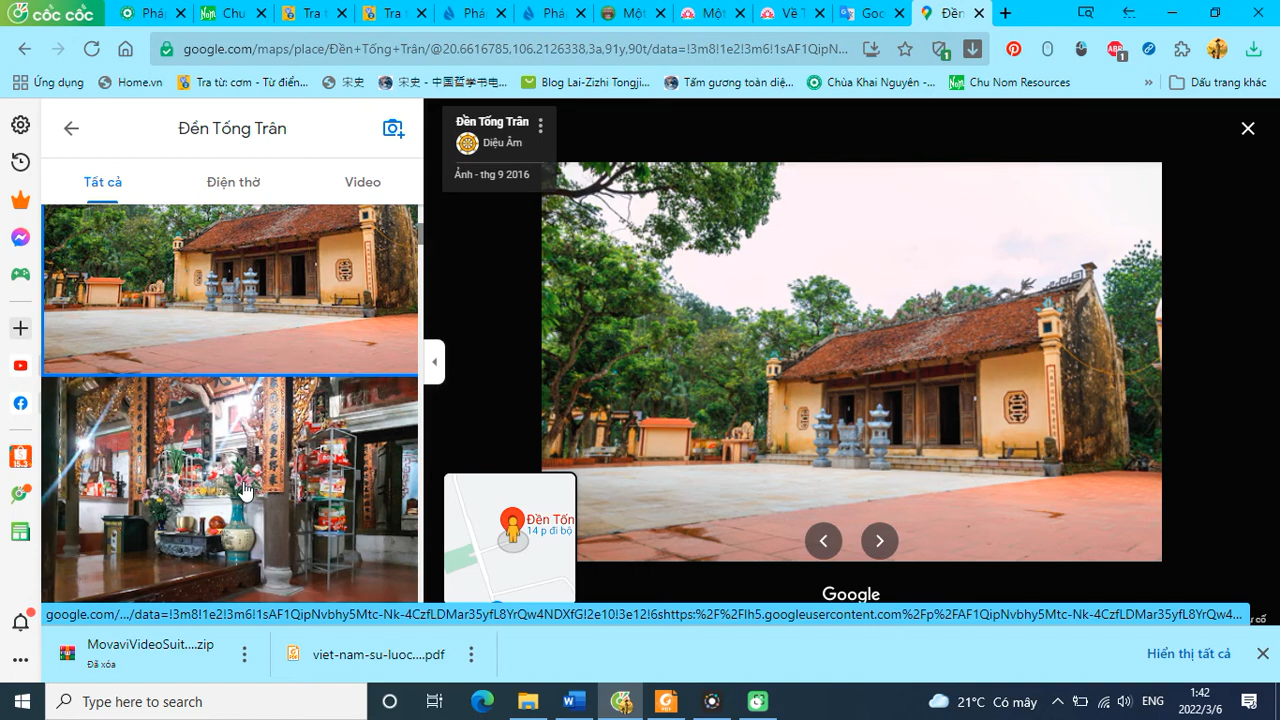 cốc cốc
Pháp
Chu
Tra t
Tra t
Phá
Phá
Một
Một
Về T
Goo
Đền
google.com/maps/place/Đền+Tống+Trân/@20.6616785,106.2126338,3a,91y,90t/data=!3m8!1e2!3m6!1sAF1QipN...
Ứng dụng
Home.vn
Tra từ: cơm - Từ điển...
宋史
宋史 - 中国哲学书电...
Blog Lai-Zizhi Tongji...
Tấm gương toàn diệ...
Chùa Khai Nguyên -...
Chu Nom Resources
»
Dấu trang khác
Đền Tống Trân
Tất cả
Điện thờ
Video
Đền Tống Trân
Diệu Âm
Ảnh - thg 9 2016
Đền Tốn
14 p đi bộ
Google
google.com/.../data=!3m8!1e2!3m6!1sAF1QipNvbhy5Mtc-Nk-4CzfLDMar35yfL8YrQw4NDXfG!2e10!3e12!6shttps:%2F%2Flh5.googleusercontent.com%2Fp%2FAF1QipNvbhy5Mtc-Nk-4CzfLDMar35yfL8YrQw4...
MovaviVideoSuit....zip
Đã xóa
viet-nam-su-luoc....pdf
Hiển thị tất cả
Type here to search
21°C Có mây
ENG
1:42
2022/3/6